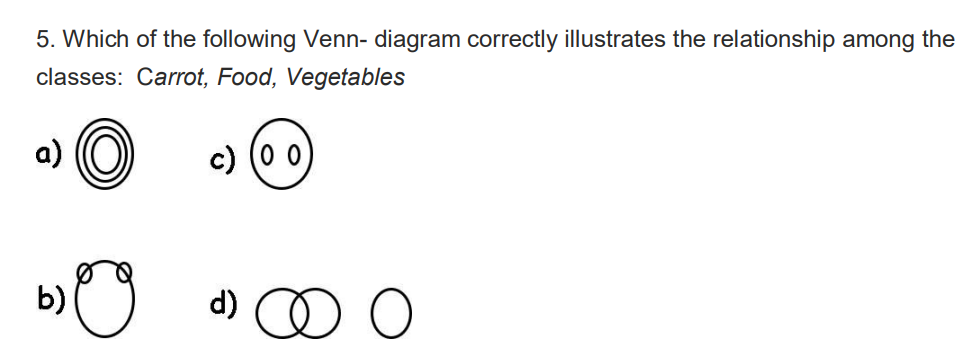 5. Which of the following Venn- diagram correctly illustrates the relationship among the
classes: Carrot, Food, Vegetables
a) c)
b) d)